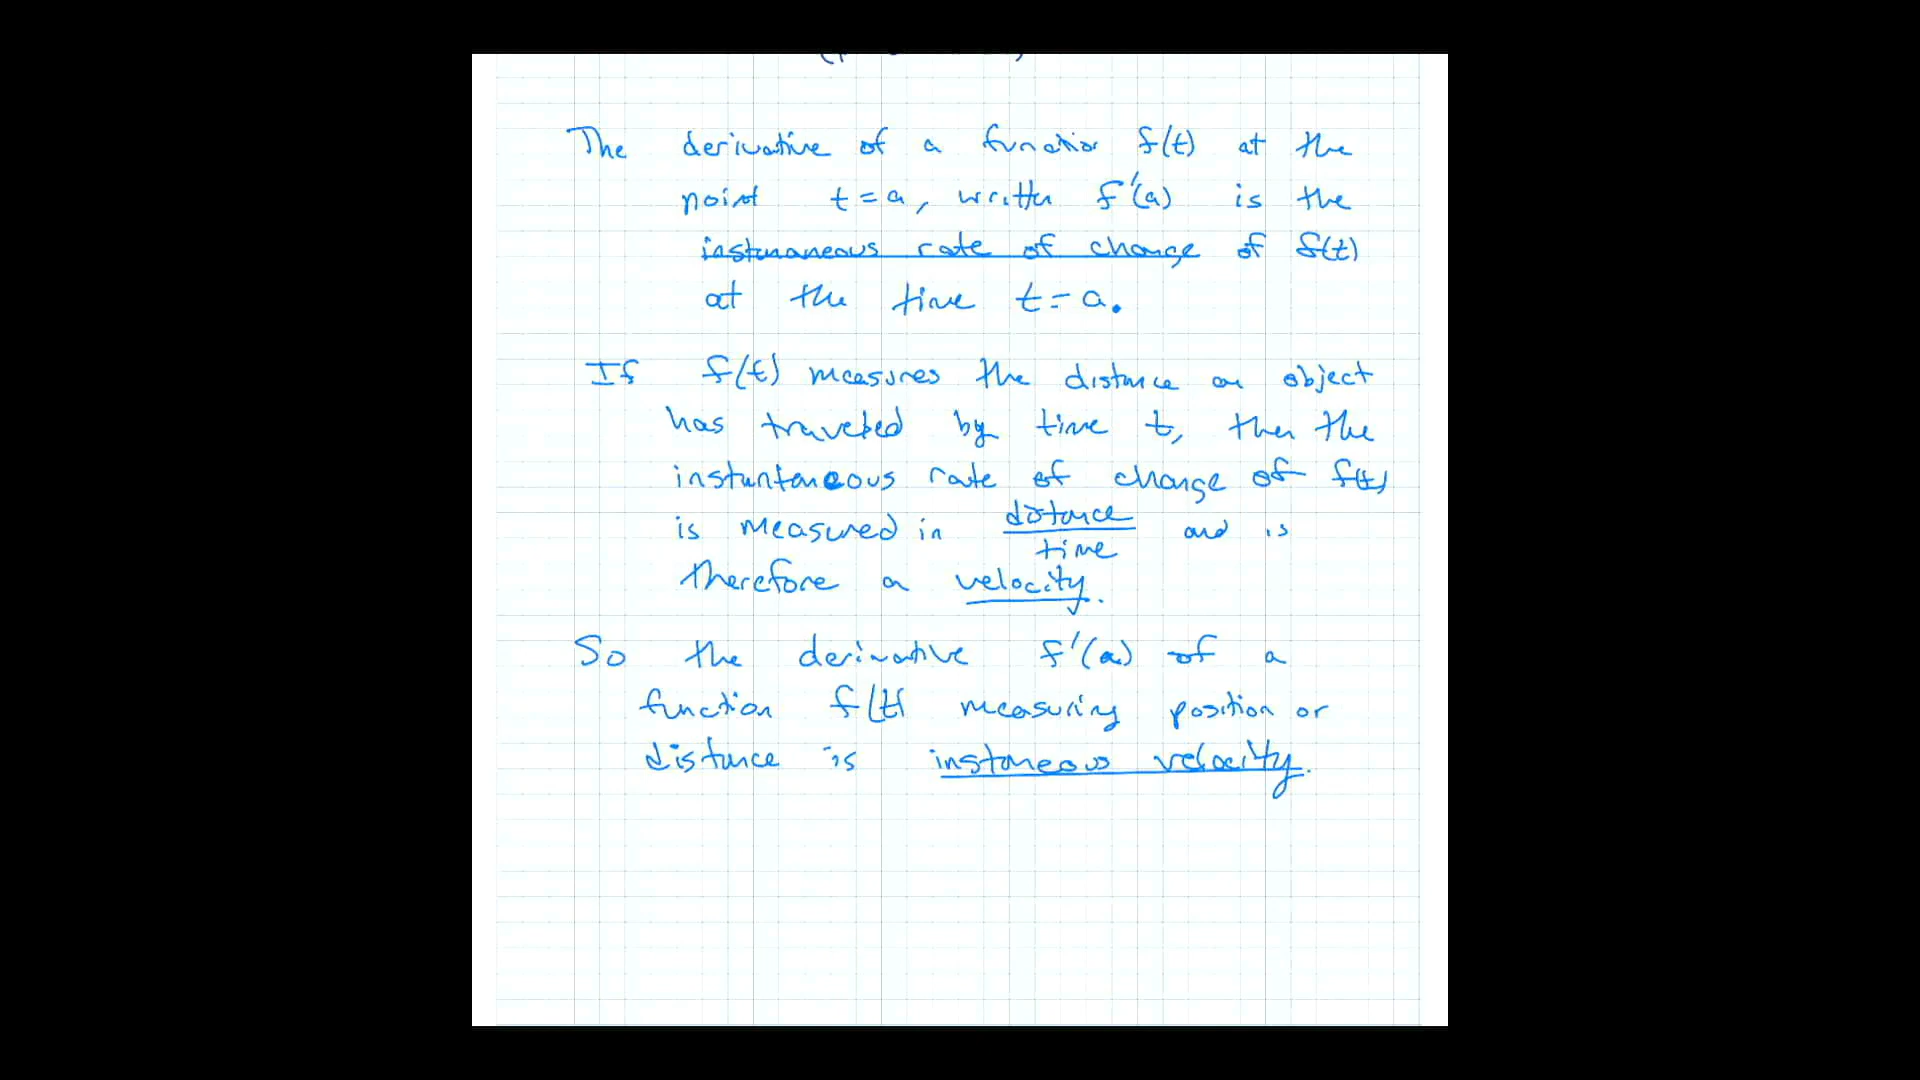 The derivative of a function f(t) at the
point t=a, written f'(a) is the
instunaneous rate of change of f(t)
at the time t=a.
If f(t) measures the distance an object
has traveled by time t, then the
instuntaneous rate of change of f(t)
is measured in distance/time and is
therefore a velocity.
So the derivative f'(a) of a
function f(t) measuring position or
distance is instaneous velocity.